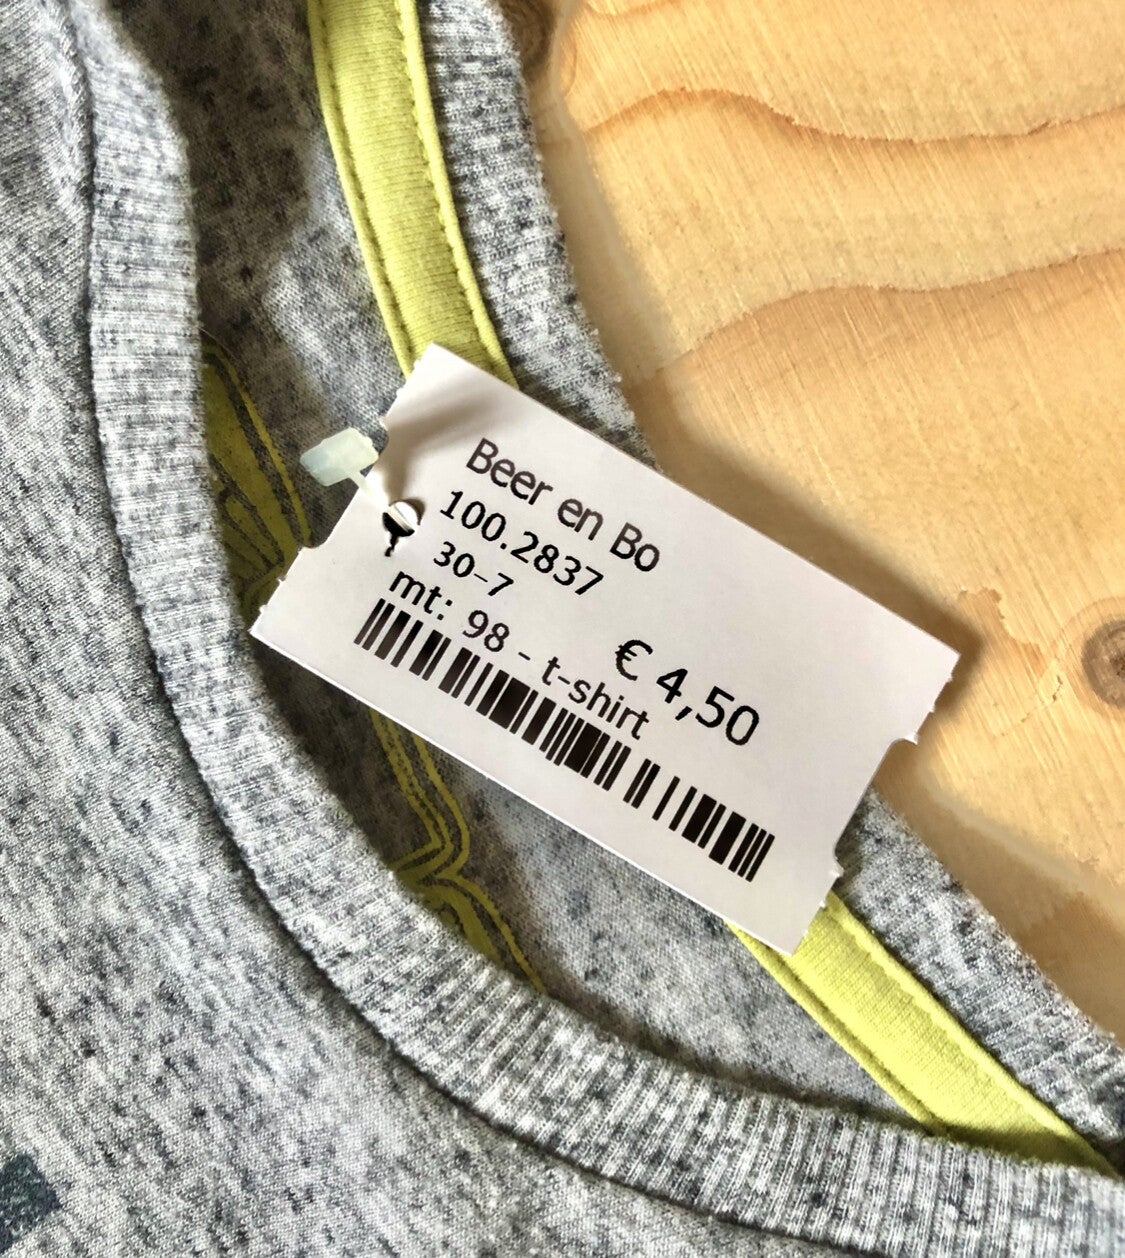 Beer en Bo
100.2837
30-7
mt: 98 - t-shirt
€ 4,50